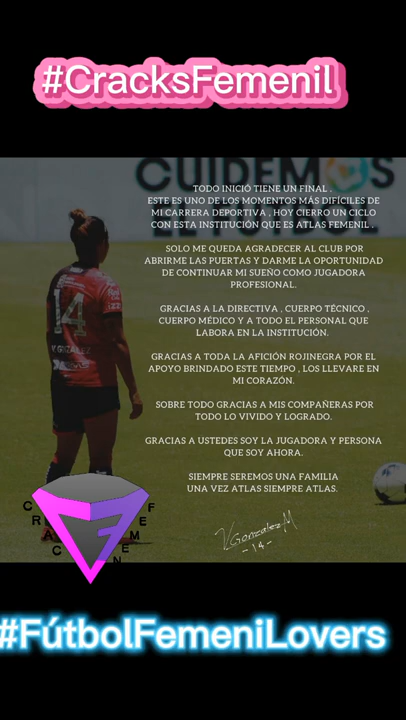 #CracksFemenil
CUIDEMOS
TODO INICIÓ TIENE UN FINAL .
ESTE ES UNO DE LOS MOMENTOS MÁS DIFÍCILES DE
MI CARRERA DEPORTIVA , HOY CIERRO UN CICLO
CON ESTA INSTITUCIÓN QUE ES ATLAS FEMENIL .
SOLO ME QUEDA AGRADECER AL CLUB POR
ABRIRME LAS PUERTAS Y DARME LA OPORTUNIDAD
DE CONTINUAR MI SUEÑO COMO JUGADORA
PROFESIONAL.
GRACIAS A LA DIRECTIVA , CUERPO TÉCNICO ,
CUERPO MÉDICO Y A TODO EL PERSONAL QUE
LABORA EN LA INSTITUCIÓN.
GRACIAS A TODA LA AFICIÓN ROJINEGRA POR EL
APOYO BRINDADO ESTE TIEMPO , LOS LLEVARE EN
MI CORAZÓN.
SOBRE TODO GRACIAS A MIS COMPAÑERAS POR
TODO LO VIVIDO Y LOGRADO.
GRACIAS A USTEDES SOY LA JUGADORA Y PERSONA
QUE SOY AHORA.
SIEMPRE SEREMOS UNA FAMILIA
UNA VEZ ATLAS SIEMPRE ATLAS.
V.GonzalezM
-14-
V. GONZALEZ
14
CRACK
FEMEN
#FútbolFemeniLovers